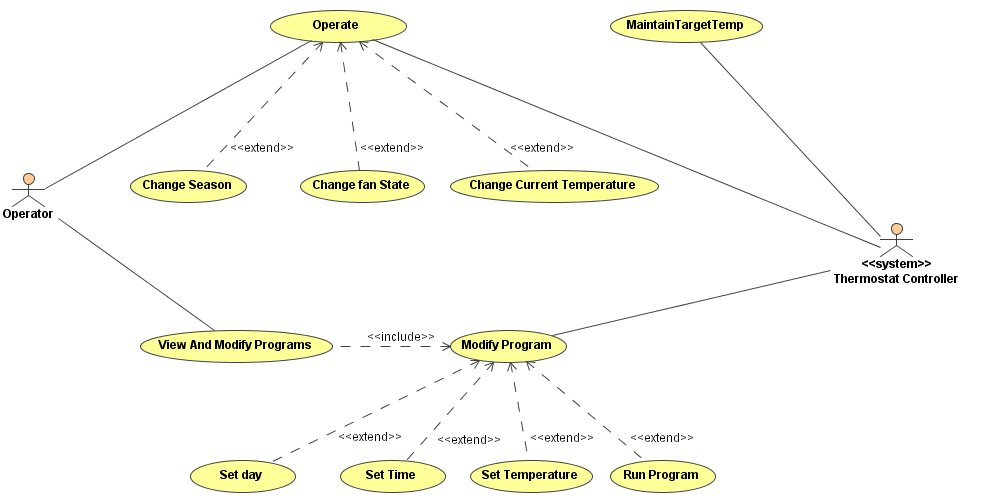 Operate
MaintainTargetTemp
<<extend>>
<<extend>>
<<extend>>
Change Season
Change fan State
Change Current Temperature
Operator
<<system>>
Thermostat Controller
View And Modify Programs
<<include>>
Modify Program
<<extend>>
<<extend>>
<<extend>>
<<extend>>
Set day
Set Time
Set Temperature
Run Program